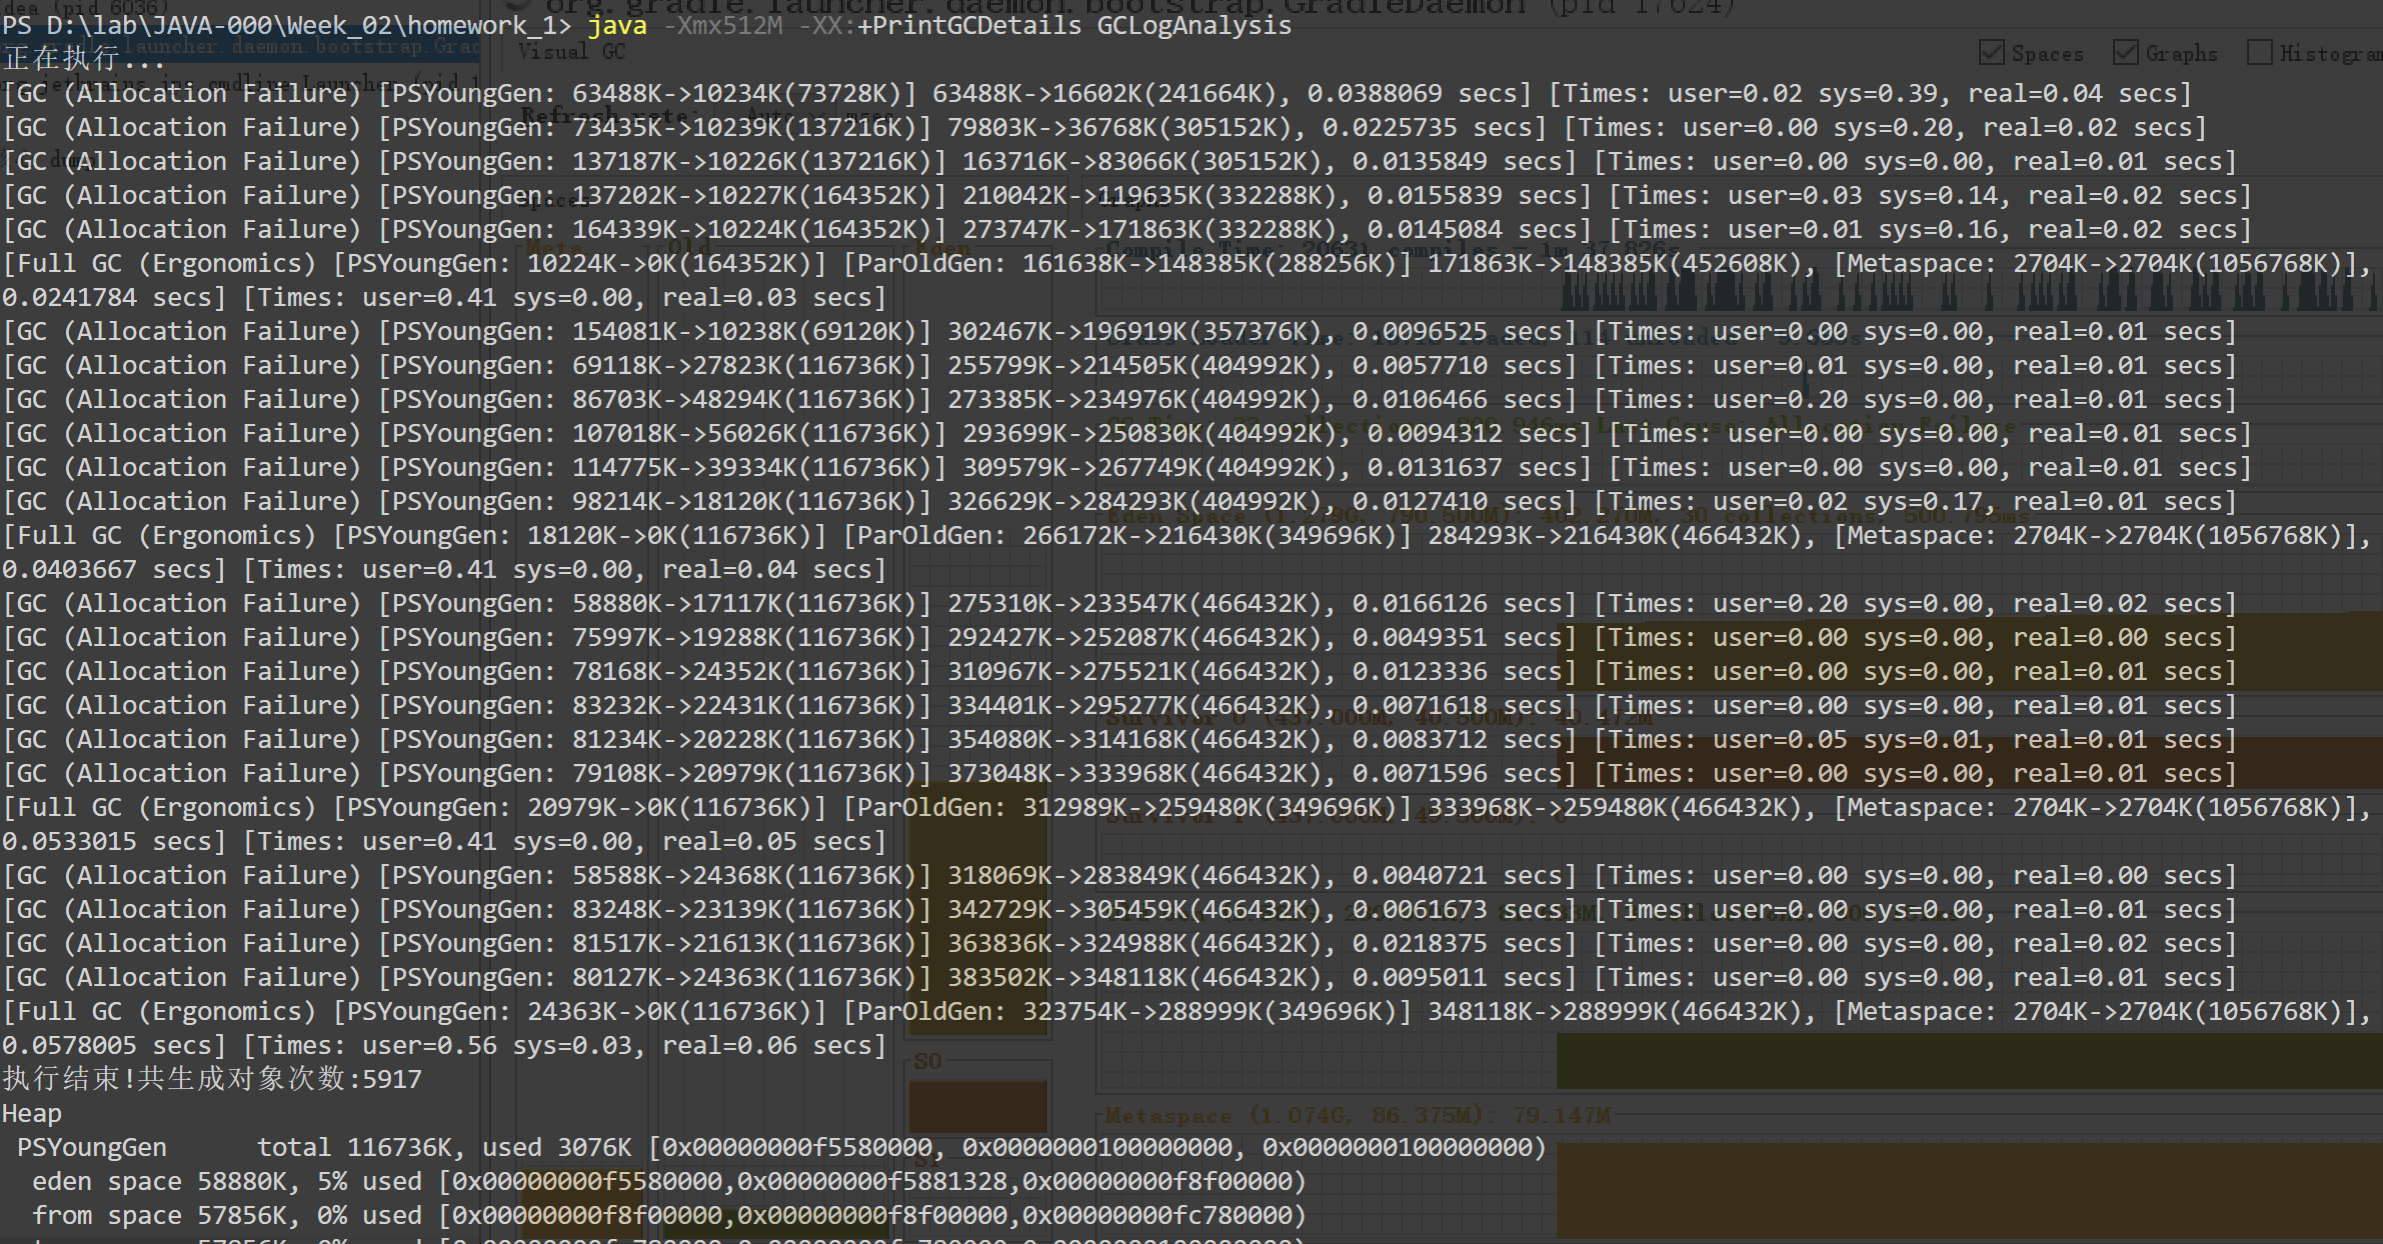 PS D:\lab\JAVA-000\Week_02\homework_1> java -Xmx512M -XX:+PrintGCDetails GCLogAnalysis
正在执行...
[GC (Allocation Failure) [PSYoungGen: 63488K->10234K(73728K)] 63488K->16602K(241664K), 0.0388069 secs] [Times: user=0.02 sys=0.39, real=0.04 secs]
[GC (Allocation Failure) [PSYoungGen: 73435K->10239K(137216K)] 79803K->36768K(305152K), 0.0225735 secs] [Times: user=0.00 sys=0.20, real=0.02 secs]
[GC (Allocation Failure) [PSYoungGen: 137187K->10226K(137216K)] 163716K->83066K(305152K), 0.0135849 secs] [Times: user=0.00 sys=0.00, real=0.01 secs]
[GC (Allocation Failure) [PSYoungGen: 137202K->10227K(164352K)] 210042K->119635K(332288K), 0.0155839 secs] [Times: user=0.03 sys=0.14, real=0.02 secs]
[GC (Allocation Failure) [PSYoungGen: 164339K->10224K(164352K)] 273747K->171863K(332288K), 0.0145084 secs] [Times: user=0.01 sys=0.16, real=0.02 secs]
[Full GC (Ergonomics) [PSYoungGen: 10224K->0K(164352K)] [ParOldGen: 161638K->148385K(288256K)] 171863K->148385K(452608K), [Metaspace: 2704K->2704K(1056768K)],
0.0241784 secs] [Times: user=0.41 sys=0.00, real=0.03 secs]
[GC (Allocation Failure) [PSYoungGen: 154081K->10238K(69120K)] 302467K->196919K(357376K), 0.0096525 secs] [Times: user=0.00 sys=0.00, real=0.01 secs]
[GC (Allocation Failure) [PSYoungGen: 69118K->27823K(116736K)] 255799K->214505K(404992K), 0.0057710 secs] [Times: user=0.01 sys=0.00, real=0.01 secs]
[GC (Allocation Failure) [PSYoungGen: 86703K->48294K(116736K)] 273385K->234976K(404992K), 0.0106466 secs] [Times: user=0.20 sys=0.00, real=0.01 secs]
[GC (Allocation Failure) [PSYoungGen: 107018K->56026K(116736K)] 293699K->250830K(404992K), 0.0094312 secs] [Times: user=0.00 sys=0.00, real=0.01 secs]
[GC (Allocation Failure) [PSYoungGen: 114775K->39334K(116736K)] 309579K->267749K(404992K), 0.0131637 secs] [Times: user=0.00 sys=0.00, real=0.01 secs]
[GC (Allocation Failure) [PSYoungGen: 98214K->18120K(116736K)] 326629K->284293K(404992K), 0.0127410 secs] [Times: user=0.02 sys=0.17, real=0.01 secs]
[Full GC (Ergonomics) [PSYoungGen: 18120K->0K(116736K)] [ParOldGen: 266172K->216430K(349696K)] 284293K->216430K(466432K), [Metaspace: 2704K->2704K(1056768K)],
0.0403667 secs] [Times: user=0.41 sys=0.00, real=0.04 secs]
[GC (Allocation Failure) [PSYoungGen: 58880K->17117K(116736K)] 275310K->233547K(466432K), 0.0166126 secs] [Times: user=0.20 sys=0.00, real=0.02 secs]
[GC (Allocation Failure) [PSYoungGen: 75997K->19288K(116736K)] 292427K->252087K(466432K), 0.0049351 secs] [Times: user=0.00 sys=0.00, real=0.00 secs]
[GC (Allocation Failure) [PSYoungGen: 78168K->24352K(116736K)] 310967K->275521K(466432K), 0.0123336 secs] [Times: user=0.00 sys=0.00, real=0.01 secs]
[GC (Allocation Failure) [PSYoungGen: 83232K->22431K(116736K)] 334401K->295277K(466432K), 0.0071618 secs] [Times: user=0.00 sys=0.00, real=0.01 secs]
[GC (Allocation Failure) [PSYoungGen: 81234K->20228K(116736K)] 354080K->314168K(466432K), 0.0083712 secs] [Times: user=0.05 sys=0.01, real=0.01 secs]
[GC (Allocation Failure) [PSYoungGen: 79108K->20979K(116736K)] 373048K->333968K(466432K), 0.0071596 secs] [Times: user=0.00 sys=0.00, real=0.01 secs]
[Full GC (Ergonomics) [PSYoungGen: 20979K->0K(116736K)] [ParOldGen: 312989K->259480K(349696K)] 333968K->259480K(466432K), [Metaspace: 2704K->2704K(1056768K)],
0.0533015 secs] [Times: user=0.41 sys=0.00, real=0.05 secs]
[GC (Allocation Failure) [PSYoungGen: 58588K->24368K(116736K)] 318069K->283849K(466432K), 0.0040721 secs] [Times: user=0.00 sys=0.00, real=0.00 secs]
[GC (Allocation Failure) [PSYoungGen: 83248K->23139K(116736K)] 342729K->305459K(466432K), 0.0061673 secs] [Times: user=0.00 sys=0.00, real=0.01 secs]
[GC (Allocation Failure) [PSYoungGen: 81517K->21613K(116736K)] 363836K->324988K(466432K), 0.0218375 secs] [Times: user=0.00 sys=0.00, real=0.02 secs]
[GC (Allocation Failure) [PSYoungGen: 80127K->24363K(116736K)] 383502K->348118K(466432K), 0.0095011 secs] [Times: user=0.00 sys=0.00, real=0.01 secs]
[Full GC (Ergonomics) [PSYoungGen: 24363K->0K(116736K)] [ParOldGen: 323754K->288999K(349696K)] 348118K->288999K(466432K), [Metaspace: 2704K->2704K(1056768K)],
0.0578005 secs] [Times: user=0.56 sys=0.03, real=0.06 secs]
执行结束!共生成对象次数:5917
Heap
PSYoungGen total 116736K, used 3076K [0x00000000f5580000, 0x0000000100000000, 0x0000000100000000)
eden space 58880K, 5% used [0x00000000f5580000,0x00000000f5881328,0x00000000f8f00000)
from space 57856K, 0% used [0x00000000f8f00000,0x00000000f8f00000,0x00000000fc780000)
Visual GC
Spaces
Graphs
Meta
Old
Eden
S0
Metaspace (1.074G, 86.375M): 79.147M